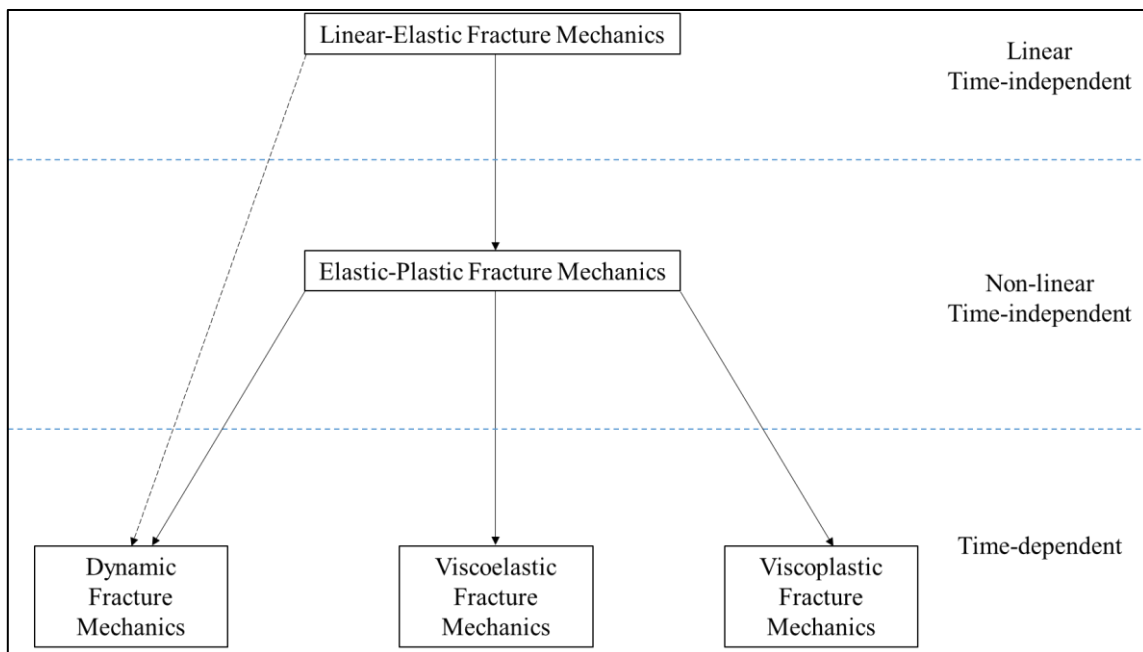 Linear-Elastic Fracture Mechanics
Linear
Time-independent
Elastic-Plastic Fracture Mechanics
Non-linear
Time-independent
Dynamic
Fracture
Mechanics
Viscoelastic
Fracture
Mechanics
Viscoplastic
Fracture
Mechanics
Time-dependent